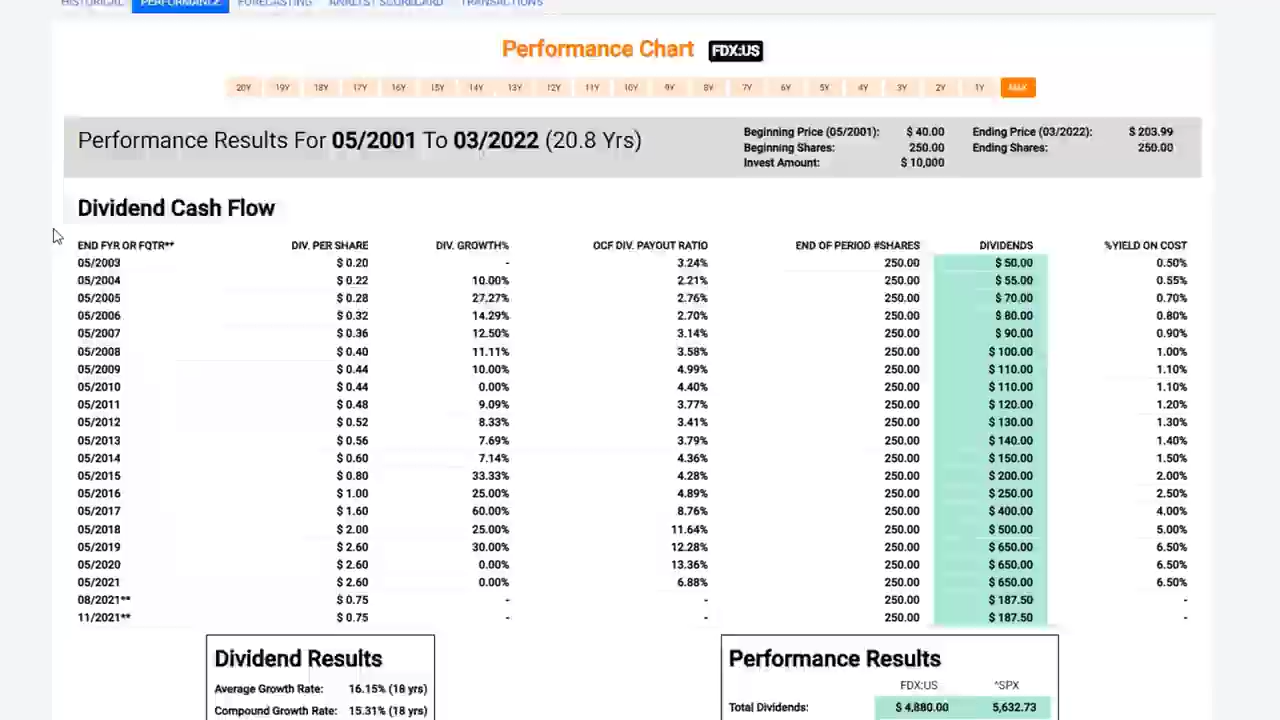 HISTORICAL PERFORMANCE FORECASTING ANALYST SCORECARD TRANSACTIONS
Performance Chart FDX:US
20Y 19Y 18Y 17Y 16Y 15Y 14Y 13Y 12Y 11Y 10Y 9Y 8Y 7Y 6Y 5Y 4Y 3Y 2Y 1Y MAX
Performance Results For 05/2001 To 03/2022 (20.8 Yrs)
Beginning Price (05/2001): $ 40.00 Ending Price (03/2022): $ 203.99
Beginning Shares: 250.00 Ending Shares: 250.00
Invest Amount: $ 10,000
Dividend Cash Flow
END FYR OR FQTR** DIV. PER SHARE DIV. GROWTH% OCF DIV. PAYOUT RATIO END OF PERIOD #SHARES DIVIDENDS %YIELD ON COST
05/2003 $ 0.20 - 3.24% 250.00 $ 50.00 0.50%
05/2004 $ 0.22 10.00% 2.21% 250.00 $ 55.00 0.55%
05/2005 $ 0.28 27.27% 2.76% 250.00 $ 70.00 0.70%
05/2006 $ 0.32 14.29% 2.70% 250.00 $ 80.00 0.80%
05/2007 $ 0.36 12.50% 3.14% 250.00 $ 90.00 0.90%
05/2008 $ 0.40 11.11% 3.58% 250.00 $ 100.00 1.00%
05/2009 $ 0.44 10.00% 4.99% 250.00 $ 110.00 1.10%
05/2010 $ 0.44 0.00% 4.40% 250.00 $ 110.00 1.10%
05/2011 $ 0.48 9.09% 3.77% 250.00 $ 120.00 1.20%
05/2012 $ 0.52 8.33% 3.41% 250.00 $ 130.00 1.30%
05/2013 $ 0.56 7.69% 3.79% 250.00 $ 140.00 1.40%
05/2014 $ 0.60 7.14% 4.36% 250.00 $ 150.00 1.50%
05/2015 $ 0.80 33.33% 4.28% 250.00 $ 200.00 2.00%
05/2016 $ 1.00 25.00% 4.89% 250.00 $ 250.00 2.50%
05/2017 $ 1.60 60.00% 8.76% 250.00 $ 400.00 4.00%
05/2018 $ 2.00 25.00% 11.64% 250.00 $ 500.00 5.00%
05/2019 $ 2.60 30.00% 12.28% 250.00 $ 650.00 6.50%
05/2020 $ 2.60 0.00% 13.36% 250.00 $ 650.00 6.50%
05/2021 $ 2.60 0.00% 6.88% 250.00 $ 650.00 6.50%
08/2021** $ 0.75 - - 250.00 $ 187.50 -
11/2021** $ 0.75 - - 250.00 $ 187.50 -
Dividend Results
Average Growth Rate: 16.15% (18 yrs)
Compound Growth Rate: 15.31% (18 yrs)
Performance Results
FDX:US ^SPX
Total Dividends: $ 4,880.00 5,632.73